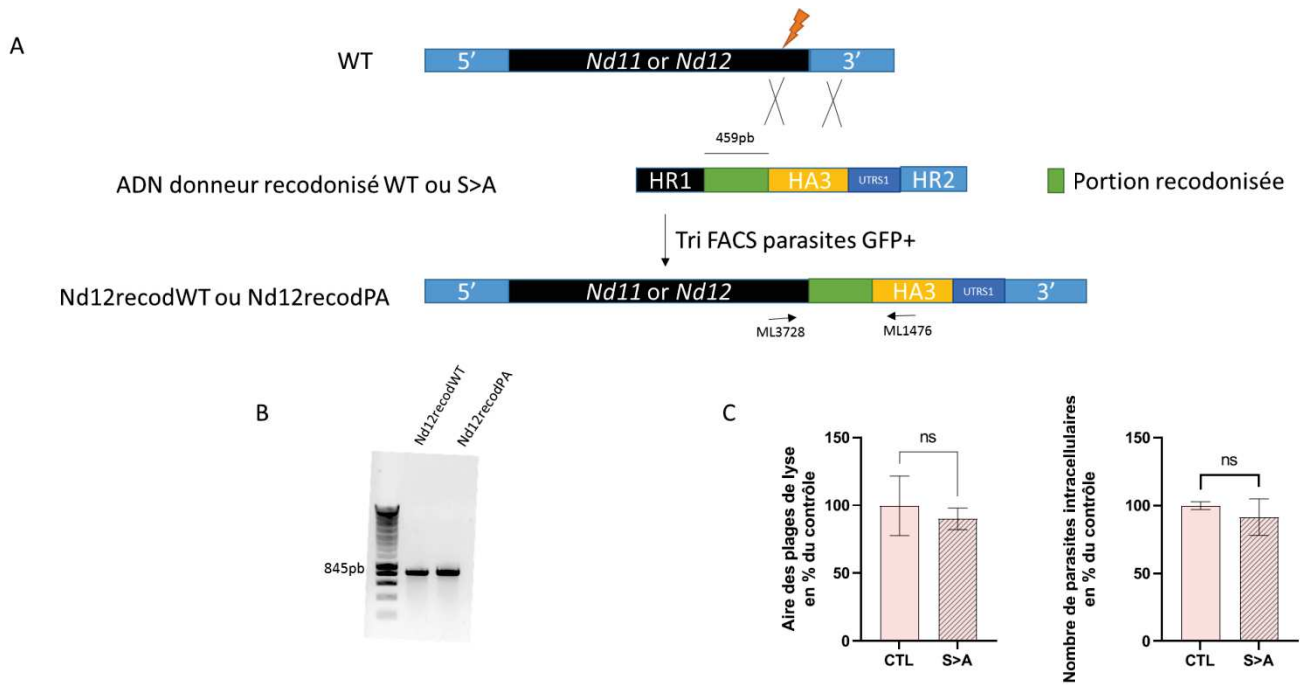 A
WT
5’
Nd11 or Nd12
3’
459pb
ADN donneur recodonisé WT ou S>A
HR1
HA3
UTRS1
HR2
Portion recodonisée
Tri FACS parasites GFP+
Nd12recodWT ou Nd12recodPA
5’
Nd11 or Nd12
HA3
UTRS1
3’
ML3728
ML1476
B
Nd12recodWT
Nd12recodPA
845pb
C
Aire des plages de lyse
en % du contrôle
150
100
50
0
ns
CTL
S>A
Nombre de parasites intracellulaires
en % du contrôle
150
100
50
0
ns
CTL
S>A